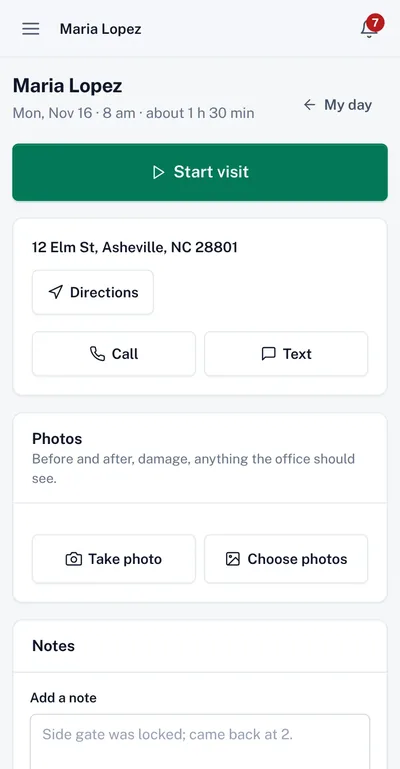 Maria Lopez
7
Maria Lopez
Mon, Nov 16 · 8 am · about 1 h 30 min
My day
Start visit
12 Elm St, Asheville, NC 28801
Directions
Call
Text
Photos
Before and after, damage, anything the office should
see.
Take photo
Choose photos
Notes
Add a note
Side gate was locked; came back at 2.